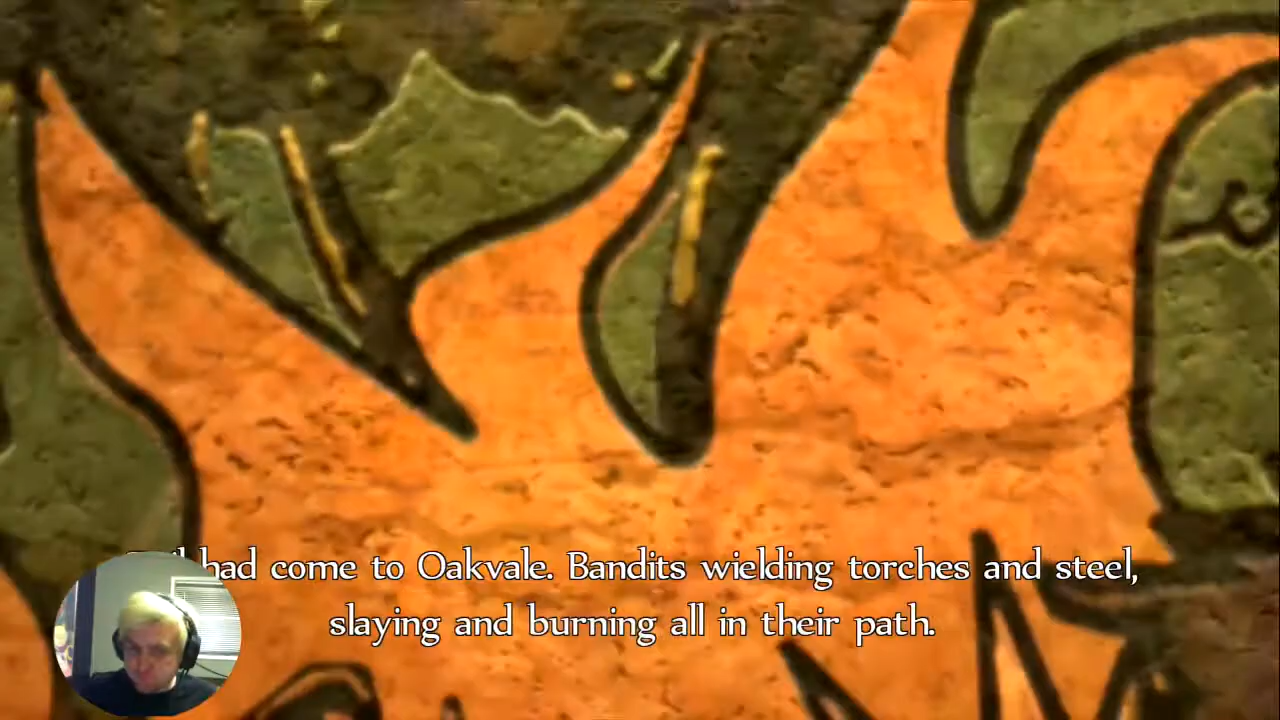 had come to Oakvale. Bandits wielding torches and steel,
slaying and burning all in their path.